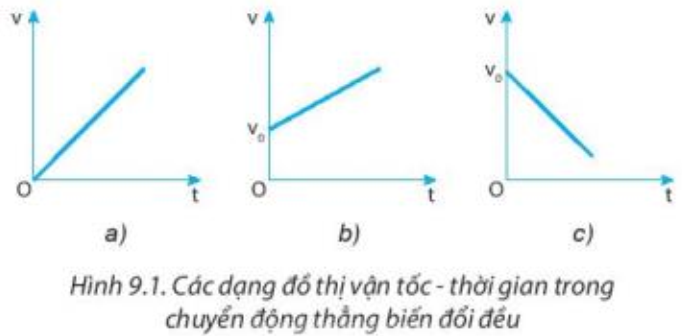 v v v
v₀ v₀
O t O t O t
a) b) c)
Hình 9.1. Các dạng đồ thị vận tốc - thời gian trong
chuyển động thẳng biến đổi đều